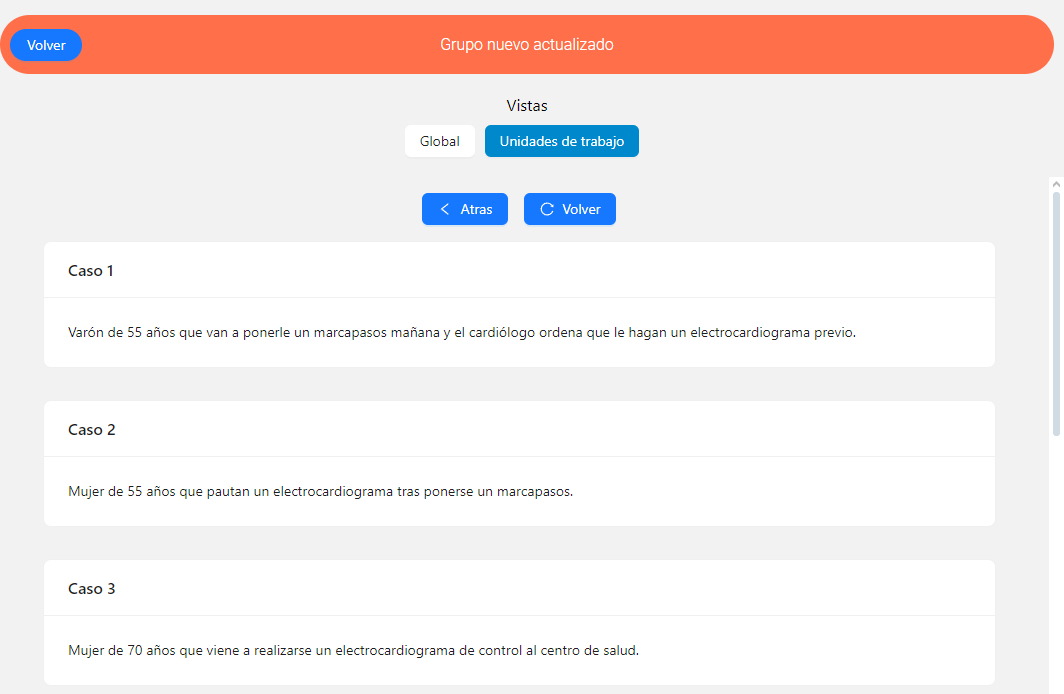 Volver
Grupo nuevo actualizado
Vistas
Global
Unidades de trabajo
Atras
Volver
Caso 1
Varón de 55 años que van a ponerle un marcapasos mañana y el cardiólogo ordena que le hagan un electrocardiograma previo.
Caso 2
Mujer de 55 años que pautan un electrocardiograma tras ponerse un marcapasos.
Caso 3
Mujer de 70 años que viene a realizarse un electrocardiograma de control al centro de salud.